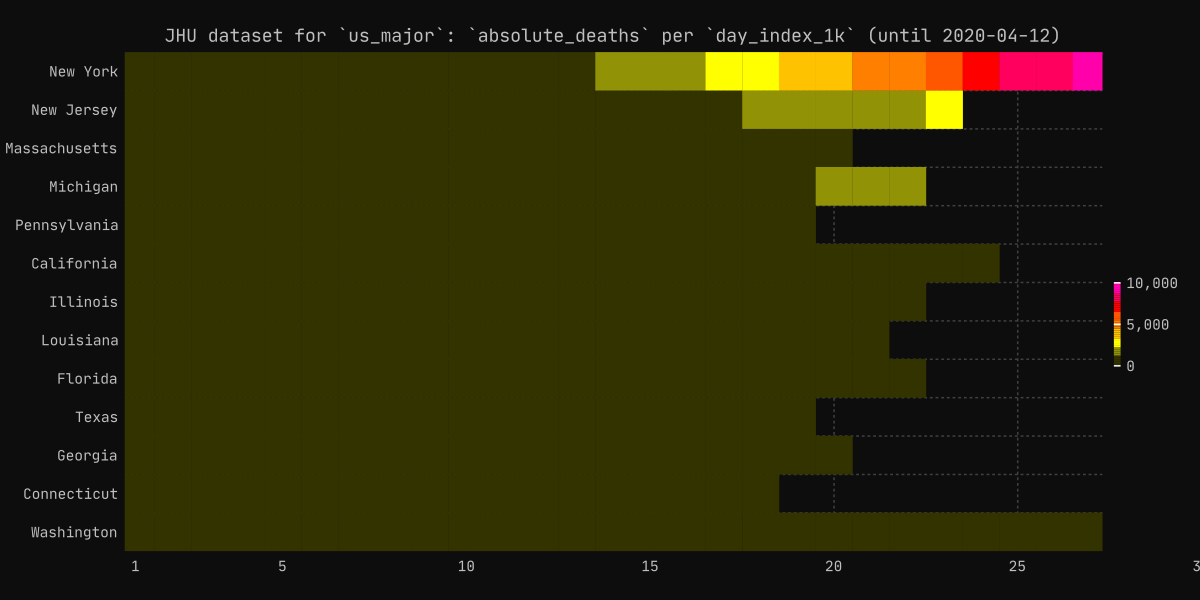 JHU dataset for `us_major`: `absolute_deaths` per `day_index_1k` (until 2020-04-12)
New York
New Jersey
Massachusetts
Michigan
Pennsylvania
California
Illinois
Louisiana
Florida
Texas
Georgia
Connecticut
Washington
10,000
5,000
0
1 5 10 15 20 25